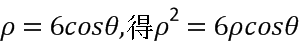 ρ = 6cosθ,得ρ² = 6ρcosθ